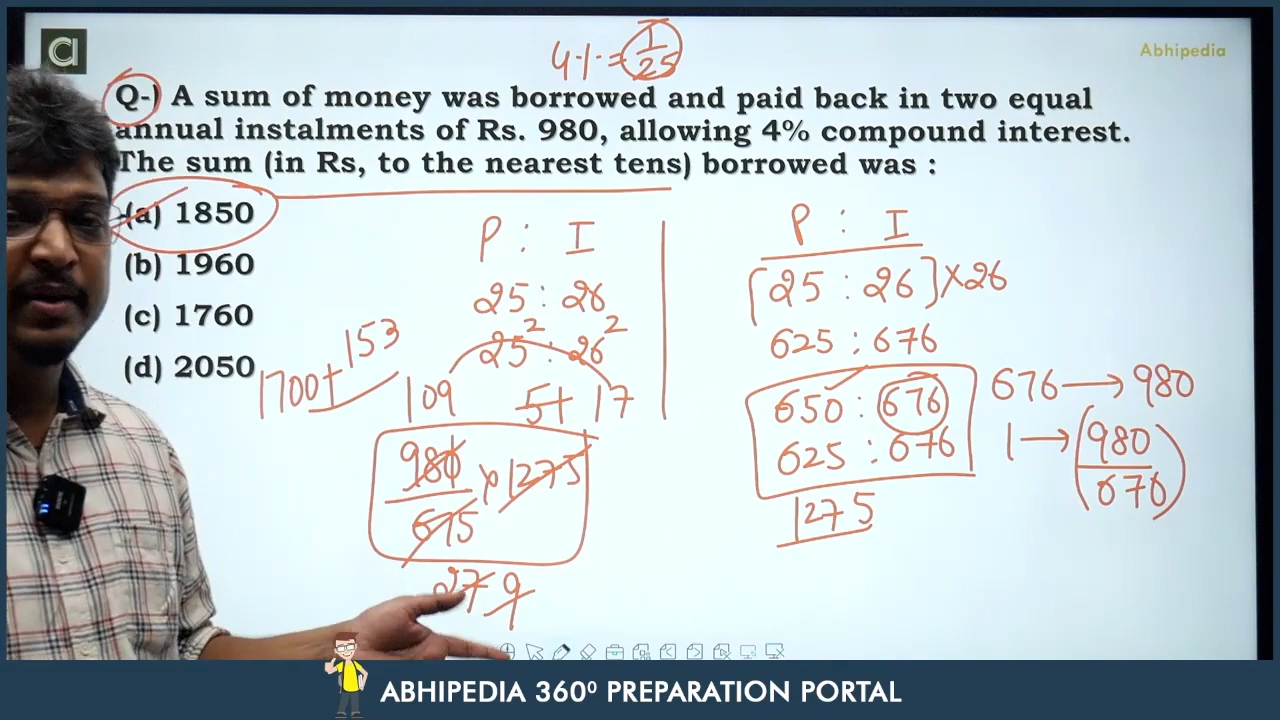 Abhipedia
4% = 1/25
Q-) A sum of money was borrowed and paid back in two equal
annual instalments of Rs. 980, allowing 4% compound interest.
The sum (in Rs, to the nearest tens) borrowed was :
(a) 1850
(b) 1960
(c) 1760
(d) 2050
P : I
25 : 26
25² : 26²
1700+ 153
109
51 17
980/675 × 1275
27 9
P : I
[25 : 26] × 26
625 : 676
650 : 676
625 : 676
1275
676 → 980
1 → (980/676)
ABHIPEDIA 360⁰ PREPARATION PORTAL